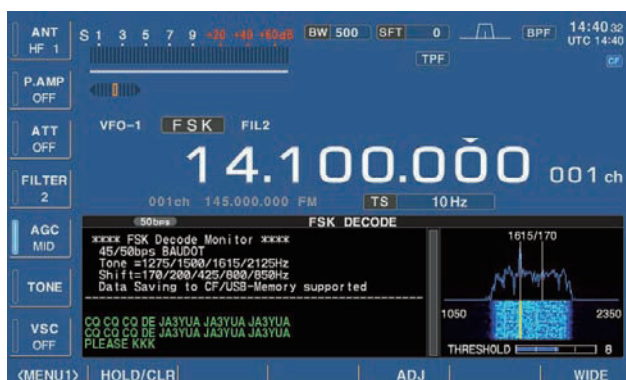 ANT
HF 1
S 1 3 5 7 9 +20 +40 +60dB
BW 500
SFT 0
BPF
14:40 32
UTC 14:40
TPF
CF
P.AMP
OFF
ATT
OFF
VFO-1 FSK FIL2
14.100.000 001 ch
FILTER
2
001ch 145.000.000 FM
TS 10Hz
AGC
MID
50bps
FSK DECODE
**** FSK Decode Monitor ****
45/50bps BAUDOT
Tone =1275/1500/1615/2125Hz
Shift=170/200/425/800/850Hz
Data Saving to CF/USB-Memory supported
--------------------------------------------------
CQ CQ CQ DE JA3YUA JA3YUA JA3YUA
CQ CQ CQ DE JA3YUA JA3YUA JA3YUA
PLEASE KKK
1615/170
1050
2350
THRESHOLD 8
TONE
VSC
OFF
<MENU1>
HOLD/CLR
ADJ
WIDE